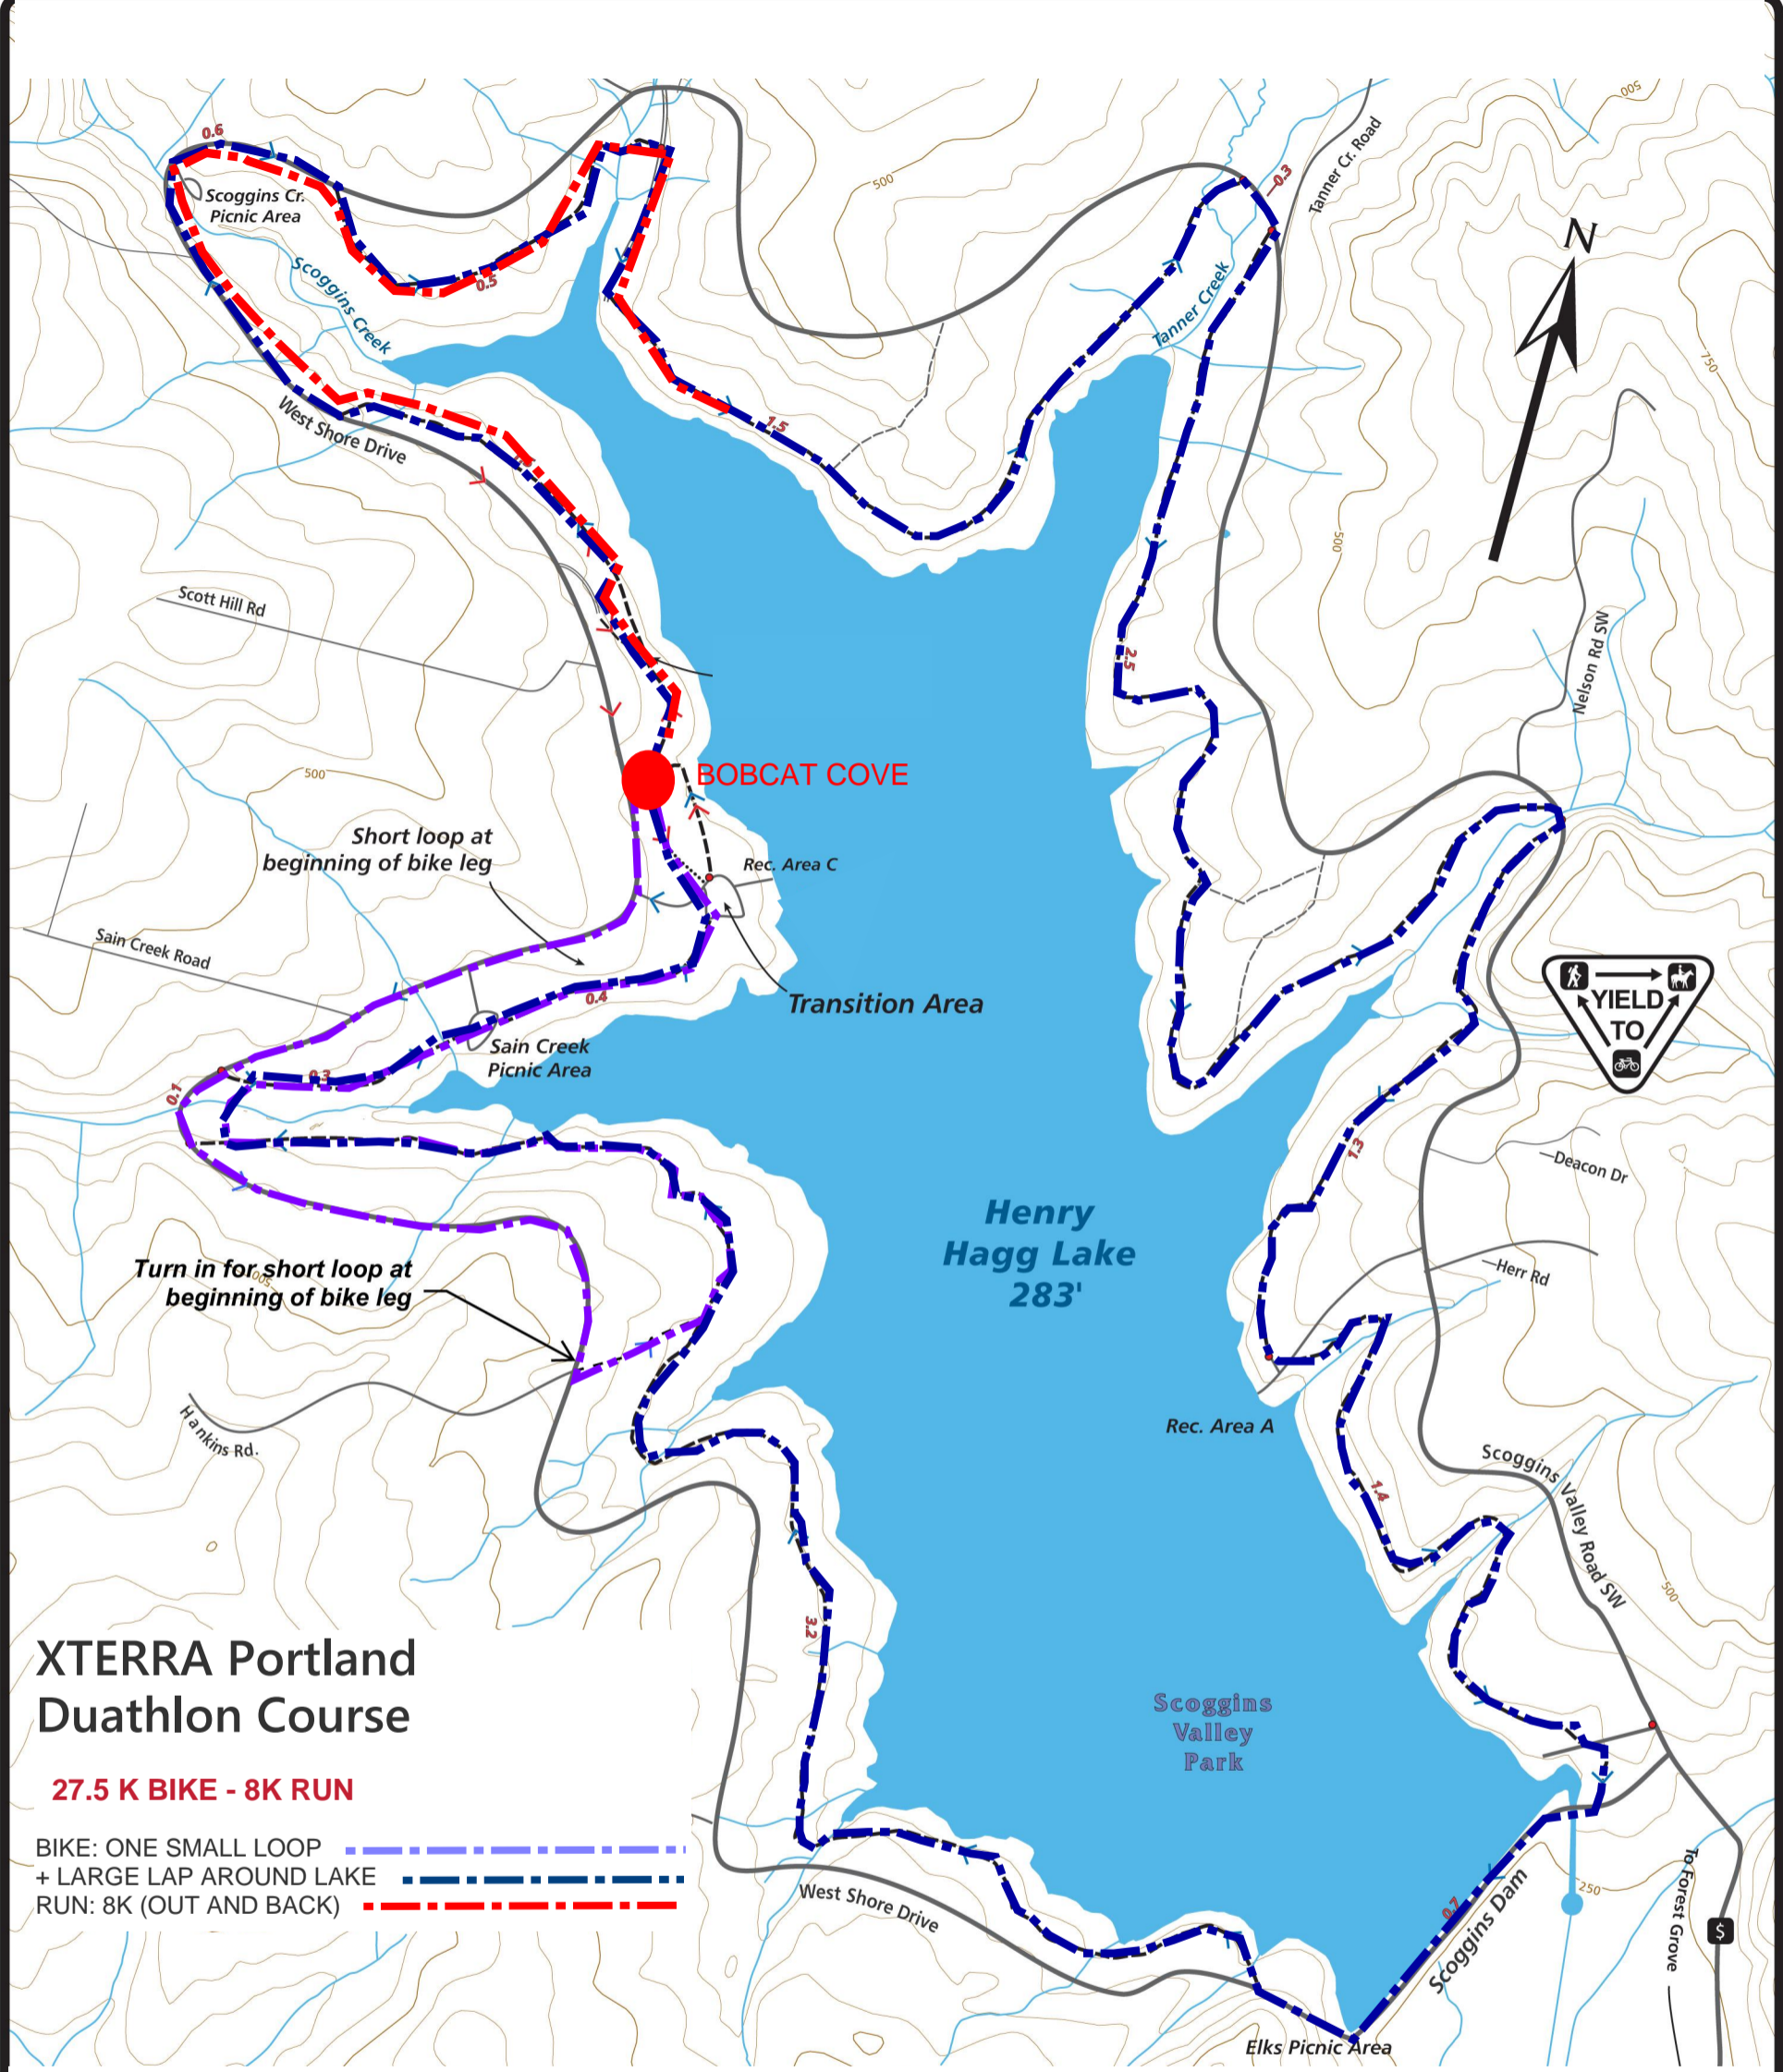 500
Tanner Cr. Road
0.6
-0.3
Scoggins Cr.
Picnic Area
500
N
0.5
Scoggins Creek
Tanner Creek
750
West Shore Drive
1.5
500
Scott Hill Rd
2.5
Nelson Rd SW
500
BOBCAT COVE
Short loop at
beginning of bike leg
Rec. Area C
Sain Creek Road
0.4
Transition Area
YIELD
TO
Sain Creek
Picnic Area
0.3
0.1
1.3
Deacon Dr
Henry
Hagg Lake
283'
Turn in for short loop at
beginning of bike leg
500
Herr Rd
Hankins Rd.
Rec. Area A
Scoggins Valley Road SW
1.4
500
3.2
XTERRA Portland
Duathlon Course
Scoggins
Valley
Park
27.5 K BIKE - 8K RUN
BIKE: ONE SMALL LOOP
+ LARGE LAP AROUND LAKE
RUN: 8K (OUT AND BACK)
West Shore Drive
0.7
Scoggins Dam
250
To Forest Grove
$
Elks Picnic Area